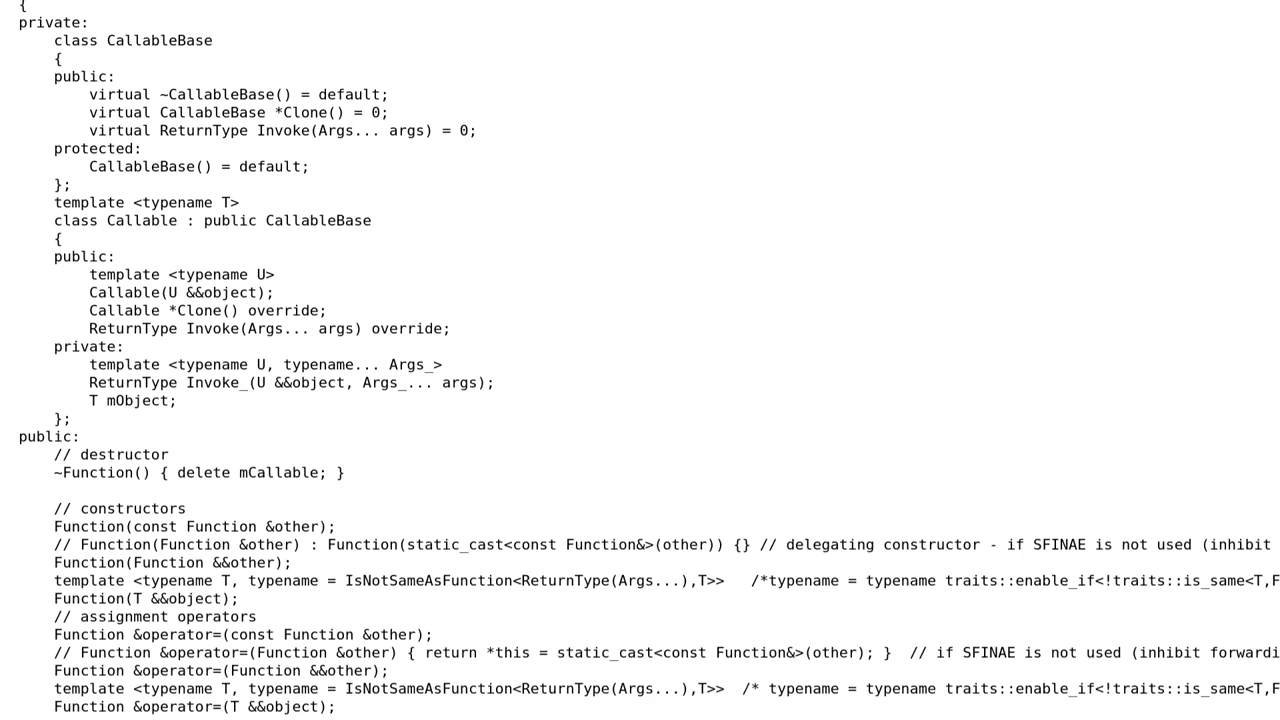 {
private:
    class CallableBase
    {
    public:
        virtual ~CallableBase() = default;
        virtual CallableBase *Clone() = 0;
        virtual ReturnType Invoke(Args... args) = 0;
    protected:
        CallableBase() = default;
    };
    template <typename T>
    class Callable : public CallableBase
    {
    public:
        template <typename U>
        Callable(U &&object);
        Callable *Clone() override;
        ReturnType Invoke(Args... args) override;
    private:
        template <typename U, typename... Args_>
        ReturnType Invoke_(U &&object, Args_... args);
        T mObject;
    };
public:
    // destructor
    ~Function() { delete mCallable; }

    // constructors
    Function(const Function &other);
    // Function(Function &other) : Function(static_cast<const Function&>(other)) {} // delegating constructor - if SFINAE is not used (inhibit
    Function(Function &&other);
    template <typename T, typename = IsNotSameAsFunction<ReturnType(Args...),T>>   /*typename = typename traits::enable_if<!traits::is_same<T,F
    Function(T &&object);
    // assignment operators
    Function &operator=(const Function &other);
    // Function &operator=(Function &other) { return *this = static_cast<const Function&>(other); }  // if SFINAE is not used (inhibit forwardi
    Function &operator=(Function &&other);
    template <typename T, typename = IsNotSameAsFunction<ReturnType(Args...),T>>  /* typename = typename traits::enable_if<!traits::is_same<T,F
    Function &operator=(T &&object);